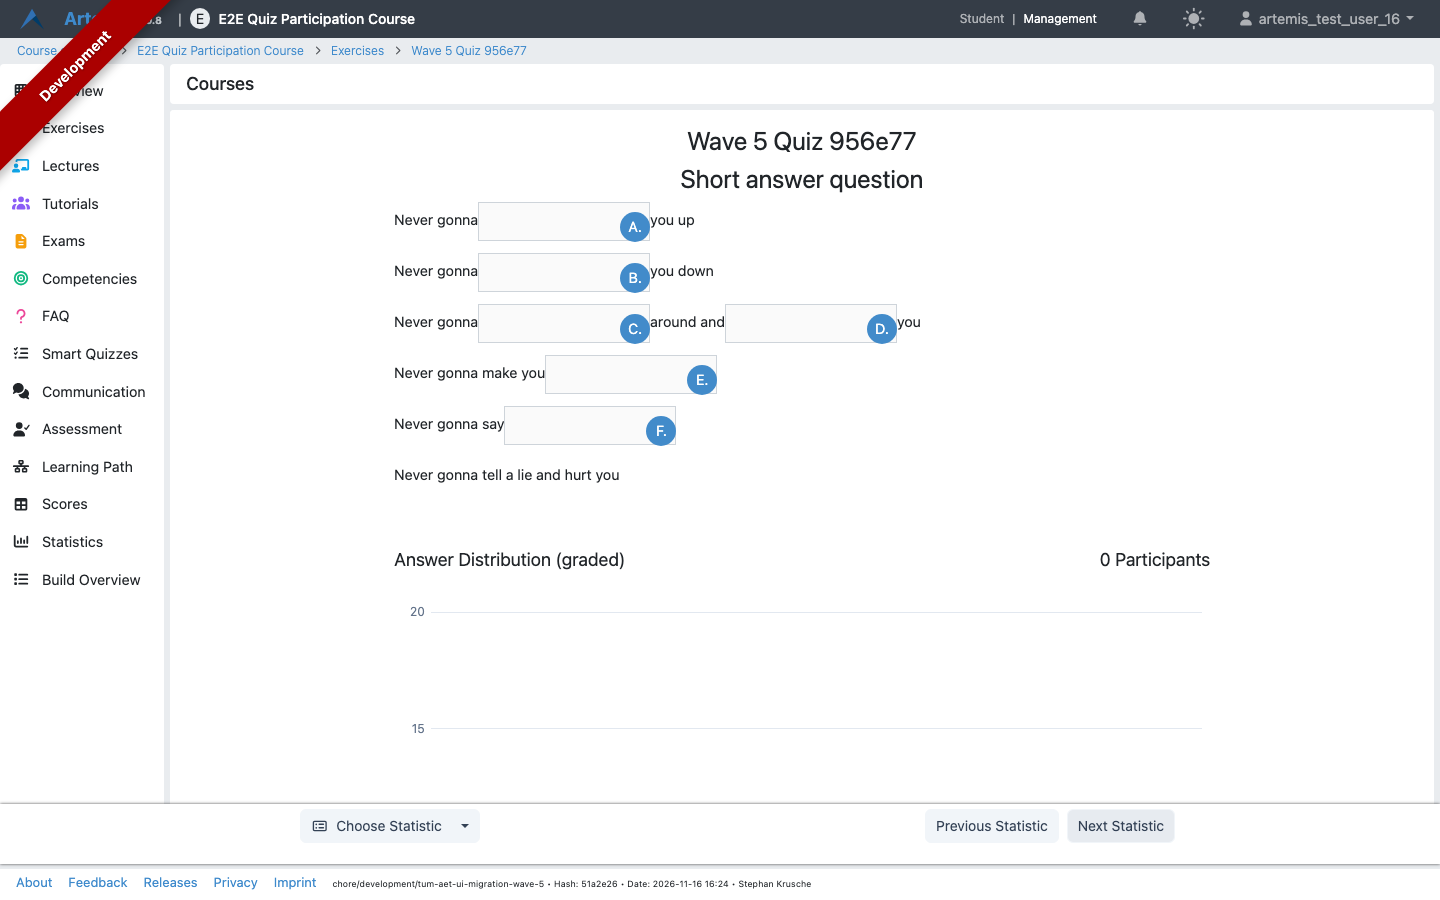 E E2E Quiz Participation Course
Student | Management
artemis_test_user_16
Development
E2E Quiz Participation Course > Exercises > Wave 5 Quiz 956e77
Exercises
Lectures
Tutorials
Exams
Competencies
FAQ
Smart Quizzes
Communication
Assessment
Learning Path
Scores
Statistics
Build Overview
Courses
Wave 5 Quiz 956e77
Short answer question
Never gonna A. you up
Never gonna B. you down
Never gonna C. around and D. you
Never gonna make you E.
Never gonna say F.
Never gonna tell a lie and hurt you
Answer Distribution (graded)
0 Participants
20
15
Choose Statistic
Previous Statistic
Next Statistic
About Feedback Releases Privacy Imprint chore/development/tum-aet-ui-migration-wave-5 • Hash: 51a2e26 • Date: 2026-11-16 16:24 • Stephan Krusche